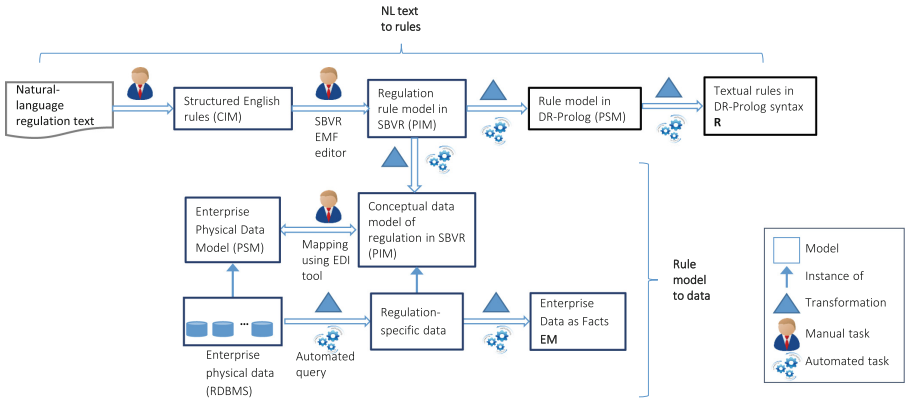 NL text
to rules
Natural-
language
regulation text
Structured English
rules (CIM)
SBVR
EMF
editor
Regulation
rule model in
SBVR (PIM)
Rule model in
DR-Prolog (PSM)
Textual rules in
DR-Prolog syntax
R
Enterprise
Physical Data
Model (PSM)
Mapping
using EDI
tool
Conceptual data
model of
regulation in SBVR
(PIM)
Rule
model
to data
...
Enterprise
physical data
(RDBMS)
Automated
query
Regulation-
specific data
Enterprise
Data as Facts
EM
Model
Instance of
Transformation
Manual task
Automated task